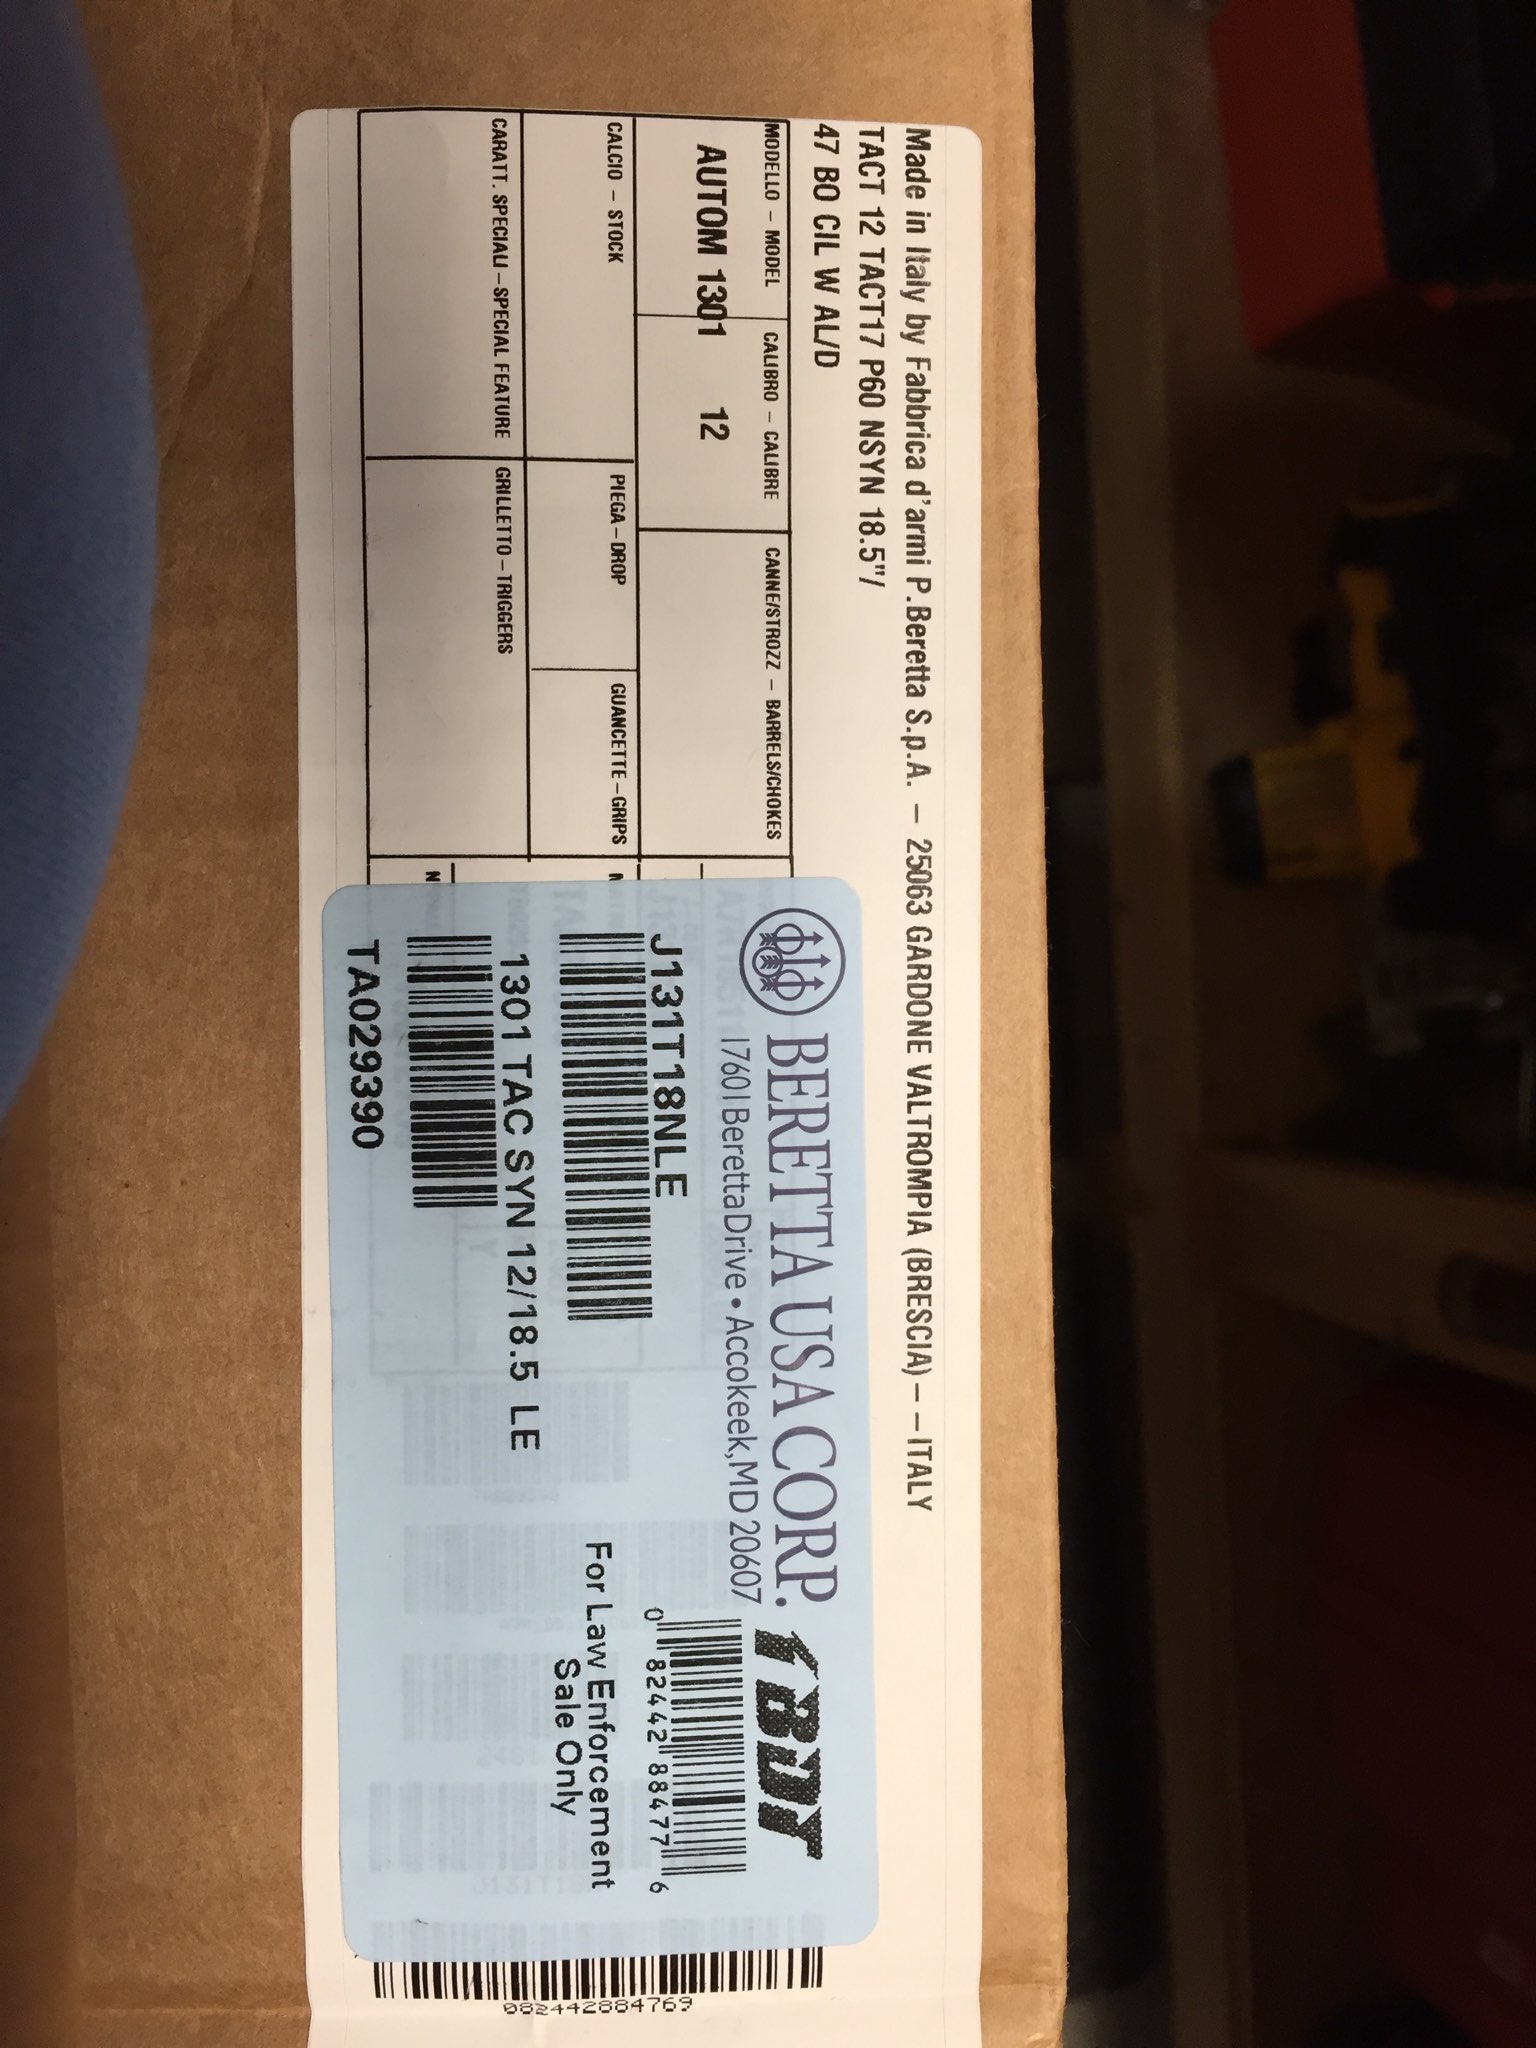 Made in Italy by Fabbrica d'armi P.Beretta S.p.A. – 25063 GARDONE VALTROMPIA (BRESCIA)– –ITALY
TACT 12 TACT17 P60 NSYN 18.5"/
47 BO CIL W AL/D
MODELLO – MODEL
CALIBRO – CALIBRE
CANNE/STROZZ – BARRELS/CHOKES
AUTOM 1301
12
CALCIO – STOCK
PIEGA – DROP
GUANCETTE – GRIPS
CARATT. SPECIALI – SPECIAL FEATURE
GRILLETTO – TRIGGERS
BERETTA USA CORP.
17601 Beretta Drive • Accokeek, MD 20607
J131T18NLE
1301 TAC SYN 12/18.5 LE
TA029390
0 82442 88477 6
For Law Enforcement
Sale Only
082442884769